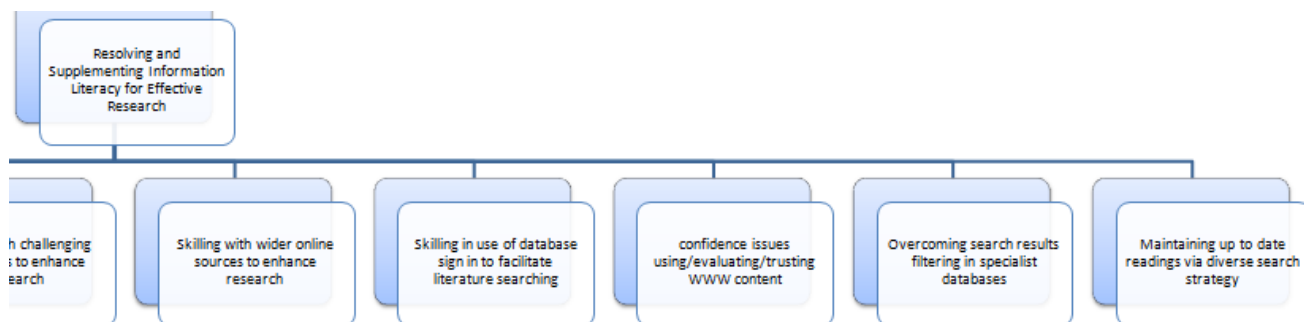 Resolving and
Supplementing Information
Literacy for Effective
Research
challenging
to enhance
Skilling with wider online
sources to enhance
research
Skilling in use of database
sign in to facilitate
literature searching
confidence issues
using/evaluating/trusting
WWW content
Overcoming search results
filtering in specialist
databases
Maintaining up to date
readings via diverse search
strategy